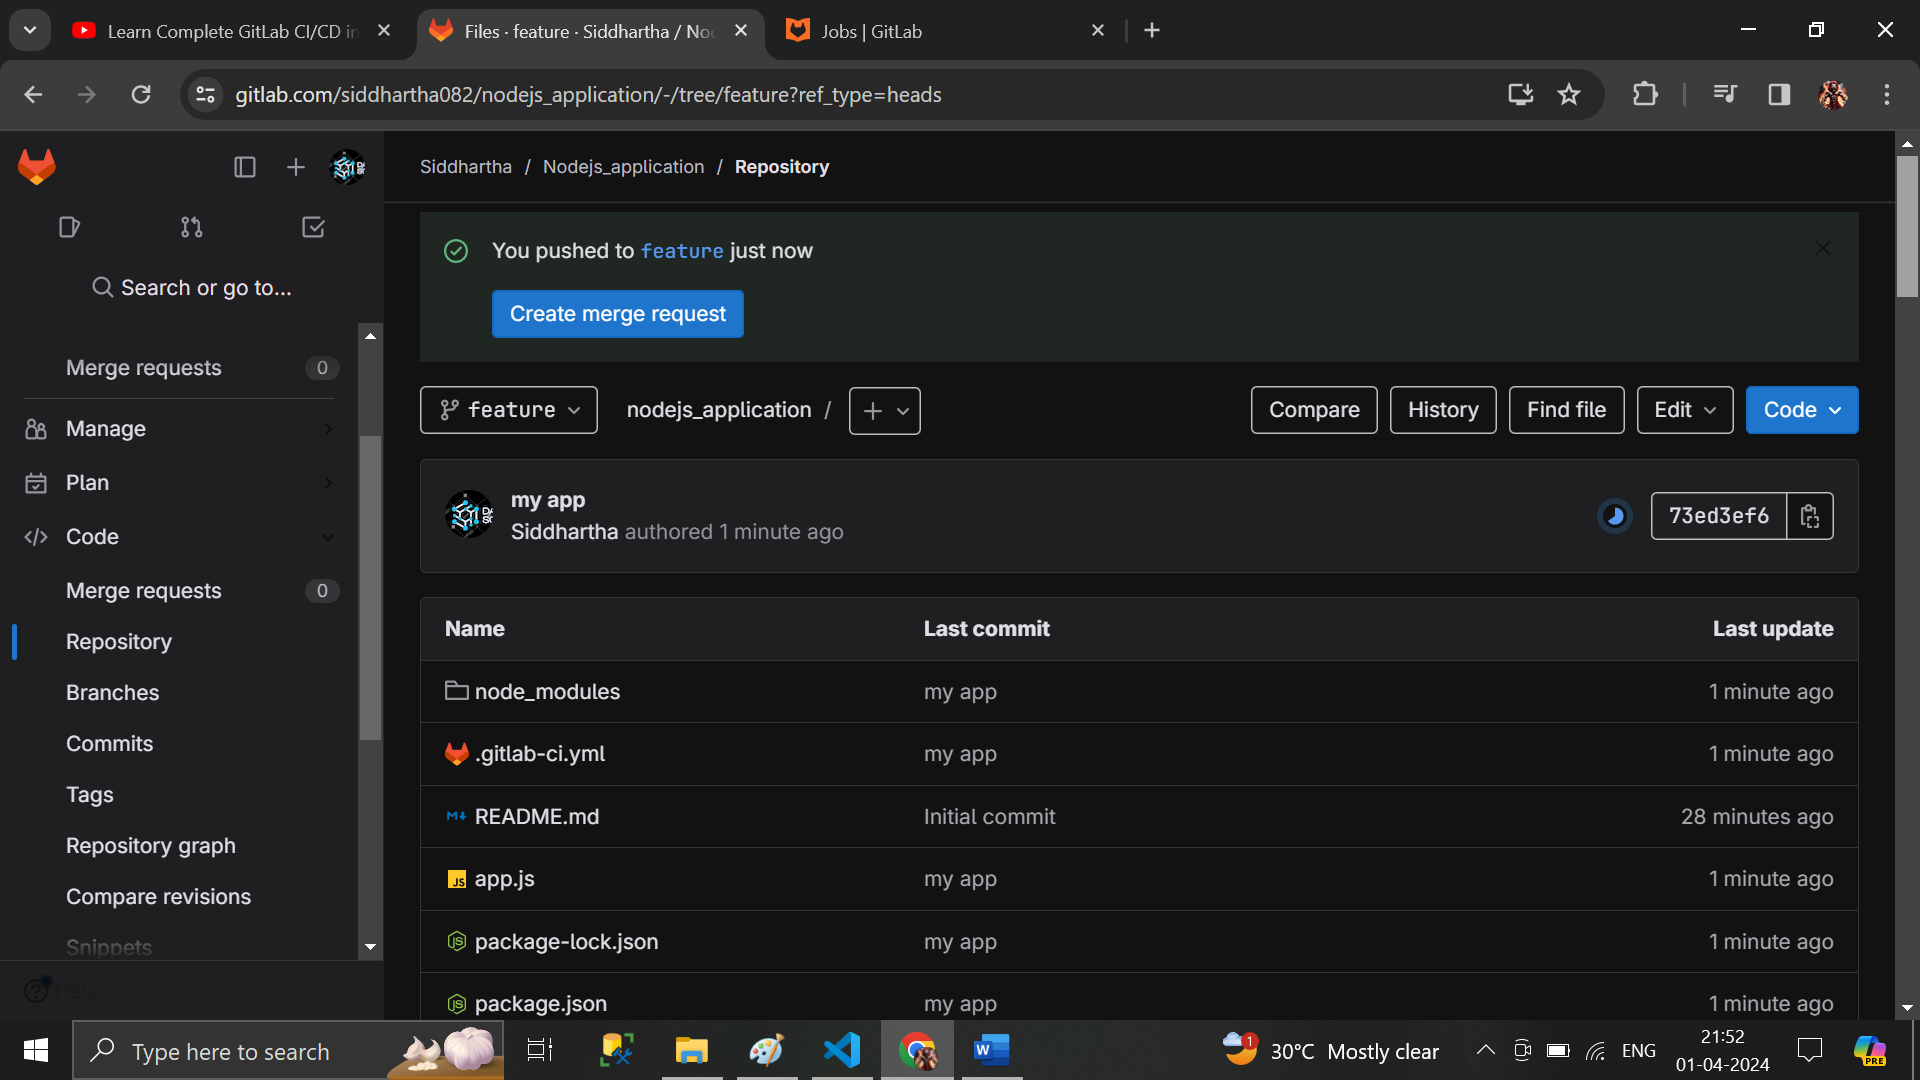 Learn Complete GitLab CI/CD in
Files · feature · Siddhartha / No
Jobs | GitLab
gitlab.com/siddhartha082/nodejs_application/-/tree/feature?ref_type=heads
Siddhartha / Nodejs_application / Repository
Search or go to...
Merge requests 0
Manage
Plan
Code
Merge requests 0
Repository
Branches
Commits
Tags
Repository graph
Compare revisions
Snippets
Help
You pushed to feature just now
Create merge request
feature
nodejs_application /
Compare
History
Find file
Edit
Code
my app
Siddhartha authored 1 minute ago
73ed3ef6
Name Last commit Last update
node_modules my app 1 minute ago
.gitlab-ci.yml my app 1 minute ago
README.md Initial commit 28 minutes ago
app.js my app 1 minute ago
package-lock.json my app 1 minute ago
package.json my app 1 minute ago
Type here to search
1
30°C Mostly clear
ENG
21:52
01-04-2024
PRE